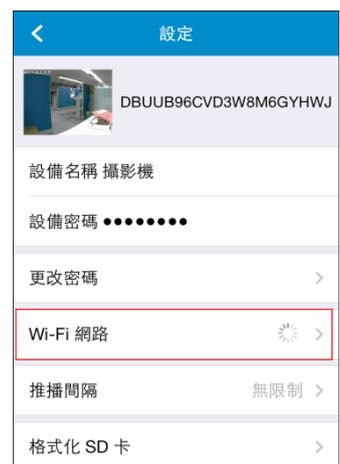 設定
DBUUB96CVD3W8M6GYHWJ
設備名稱 攝影機
設備密碼 ●●●●●●●●
更改密碼
Wi-Fi 網路
推播間隔 無限制
格式化 SD 卡